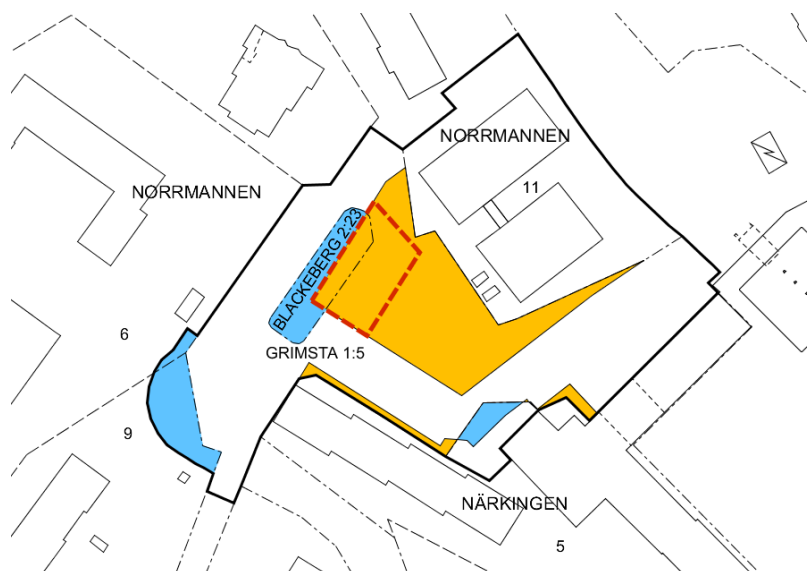 NORRMANNEN
NORRMANNEN
11
BLACKEBERG 2:23
6
GRIMSTA 1:5
9
NÄRKINGEN
5